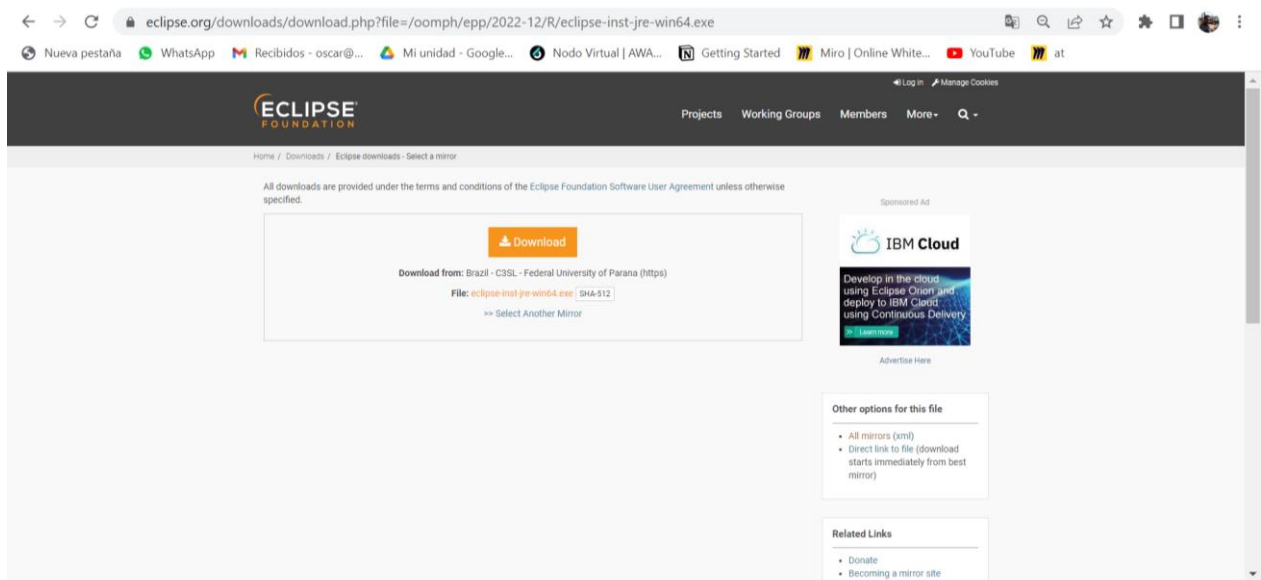 eclipse.org/downloads/download.php?file=/oomph/epp/2022-12/R/eclipse-inst-jre-win64.exe
Nueva pestaña WhatsApp Recibidos - oscar@... Mi unidad - Google... Nodo Virtual | AWA... Getting Started Miro | Online White... YouTube at
Log in Manage Cookies
ECLIPSE
FOUNDATION
Projects Working Groups Members More
Home / Downloads / Eclipse downloads - Select a mirror
All downloads are provided under the terms and conditions of the Eclipse Foundation Software User Agreement unless otherwise
specified.
Download
Download from: Brazil - C3SL - Federal University of Parana (https)
File: eclipse-inst-jre-win64.exe SHA-512
>> Select Another Mirror
Sponsored Ad
IBM Cloud
Develop in the cloud
using Eclipse Orion and
deploy to IBM Cloud
using Continuous Delivery
>> Learn more
Advertise Here
Other options for this file
• All mirrors (xml)
• Direct link to file (download
starts immediately from best
mirror)
Related Links
• Donate
• Becoming a mirror site